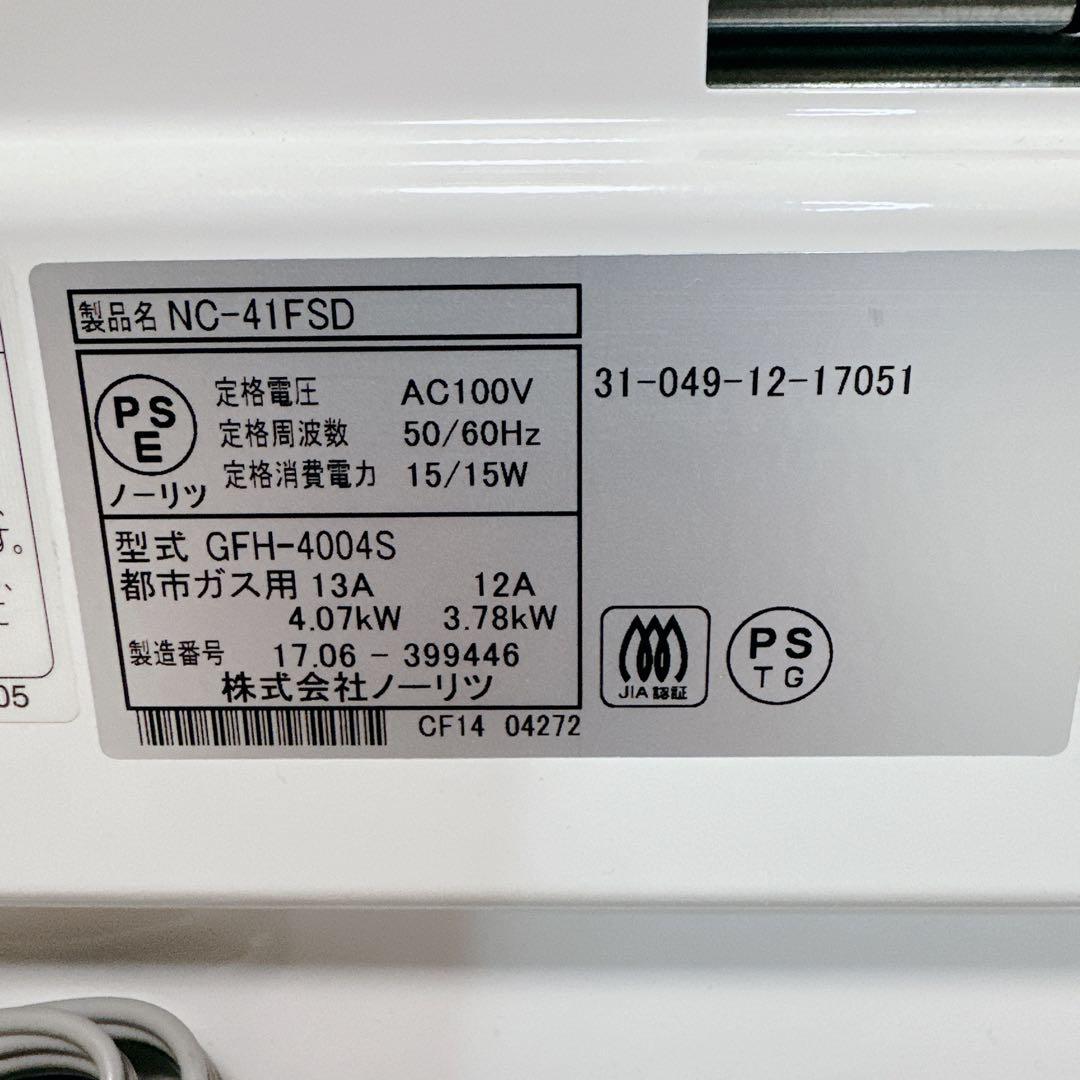 製品名 NC-41FSD
PS
E
ノーリツ
定格電圧 AC100V
定格周波数 50/60Hz
定格消費電力 15/15W
31-049-12-17051
型式 GFH-4004S
都市ガス用 13A 12A
4.07kW 3.78kW
製造番号 17.06 - 399446
株式会社ノーリツ
CF14 04272
JIA 認証
PS
TG
す。
、
に
05